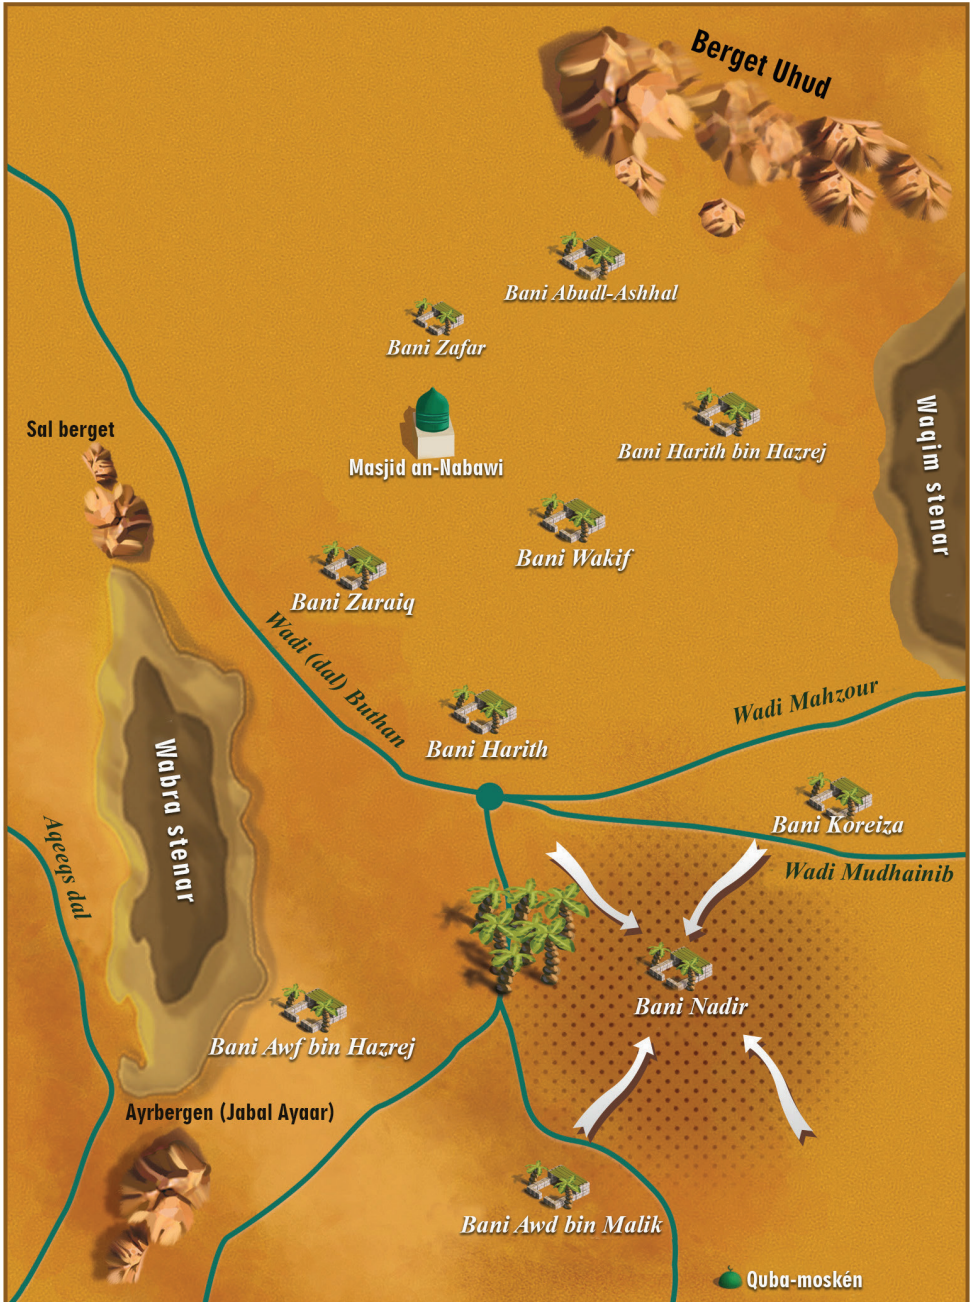 Berget Uhud
Bani Abudl-Ashhal
Bani Zafar
Sal berget
Masjid an-Nabawi
Bani Harith bin Hazrej
Waqim stenar
Bani Wakif
Bani Zuraiq
Wadi (dal) Buthan
Wadi Mahzour
Bani Harith
Wabra stenar
Bani Koreiza
Aqeeqs dal
Wadi Mudhainib
Bani Nadir
Bani Awf bin Hazrej
Ayrbergen (Jabal Ayaar)
Bani Awd bin Malik
Quba-moskén